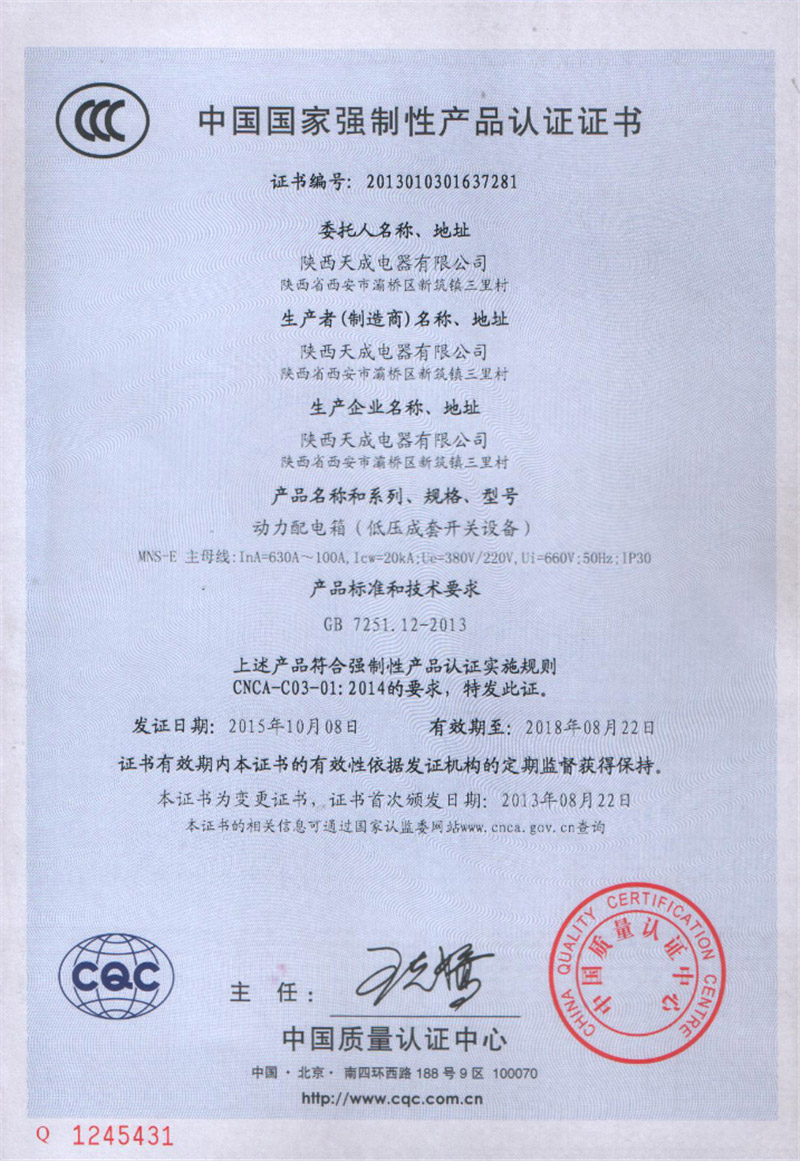 中国国家强制性产品认证证书
证书编号：2013010301637281
委托人名称、地址
陕西天成电器有限公司
陕西省西安市灞桥区新筑镇三里村
生产者(制造商)名称、地址
陕西天成电器有限公司
陕西省西安市灞桥区新筑镇三里村
生产企业名称、地址
陕西天成电器有限公司
陕西省西安市灞桥区新筑镇三里村
产品名称和系列、规格、型号
动力配电箱（低压成套开关设备）
MNS-E 主母线:InA=630A～100A,Icw=20kA;Ue=380V/220V,Ui=660V;50Hz;IP30
产品标准和技术要求
GB 7251.12-2013
上述产品符合强制性产品认证实施规则
CNCA-C03-01:2014的要求，特发此证。
发证日期：2015年10月08日 有效期至：2018年08月22日
证书有效期内本证书的有效性依据发证机构的定期监督获得保持。
本证书为变更证书，证书首次颁发日期：2013年08月22日
本证书的相关信息可通过国家认监委网站www.cnca.gov.cn查询
CQC
主 任：
CHINA QUALITY CERTIFICATION CENTRE
中国质量认证中心
中国质量认证中心
中国·北京·南四环西路188号9区 100070
http://www.cqc.com.cn
Q 1245431